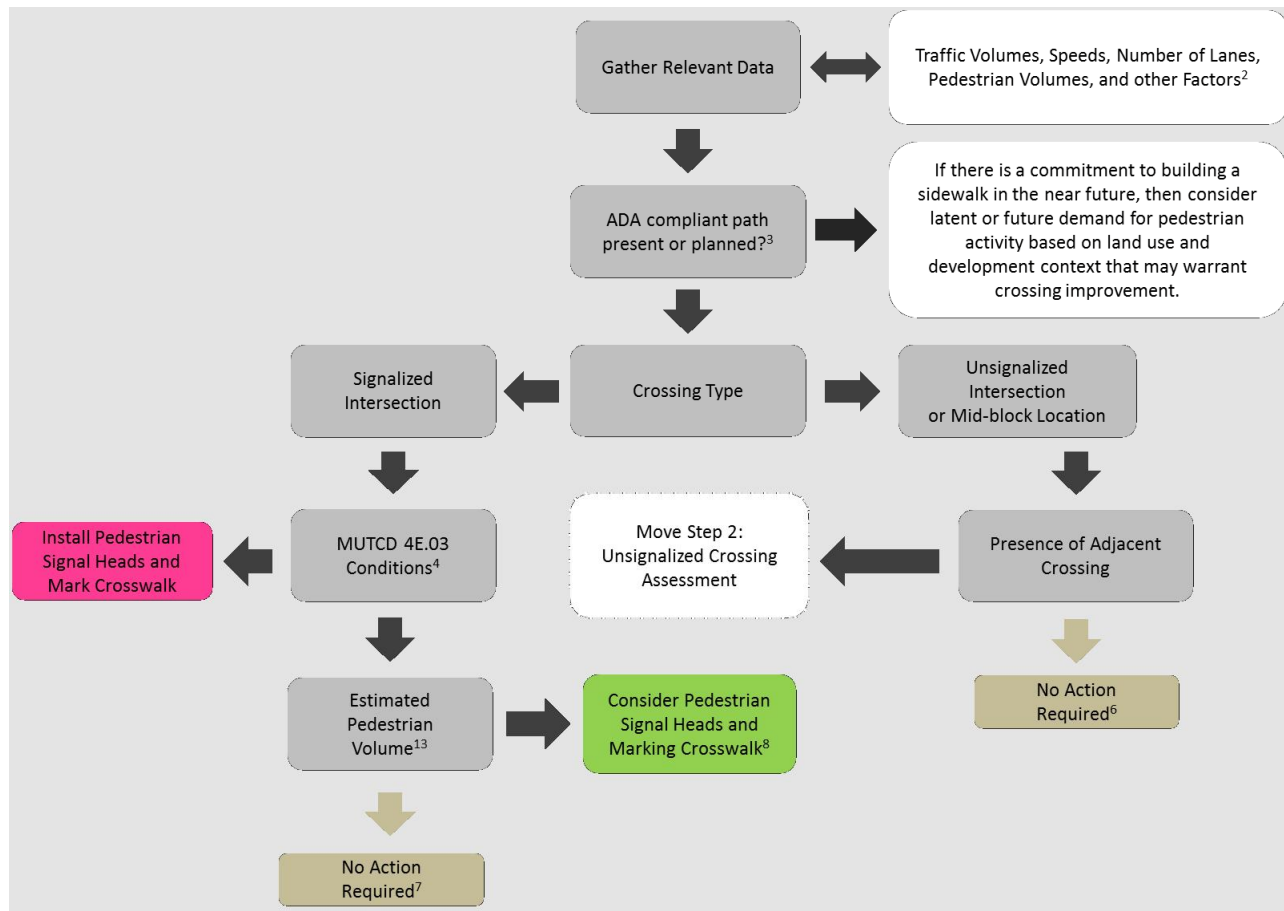 Gather Relevant Data
Traffic Volumes, Speeds, Number of Lanes,
Pedestrian Volumes, and other Factors²
ADA compliant path
present or planned?³
If there is a commitment to building a
sidewalk in the near future, then consider
latent or future demand for pedestrian
activity based on land use and
development context that may warrant
crossing improvement.
Signalized
Intersection
Crossing Type
Unsignalized
Intersection
or Mid-block Location
Install Pedestrian
Signal Heads and
Mark Crosswalk
MUTCD 4E.03
Conditions⁴
Move Step 2:
Unsignalized Crossing
Assessment
Presence of Adjacent
Crossing
Estimated
Pedestrian
Volume¹³
Consider Pedestrian
Signal Heads and
Marking Crosswalk⁸
No Action
Required⁶
No Action
Required⁷